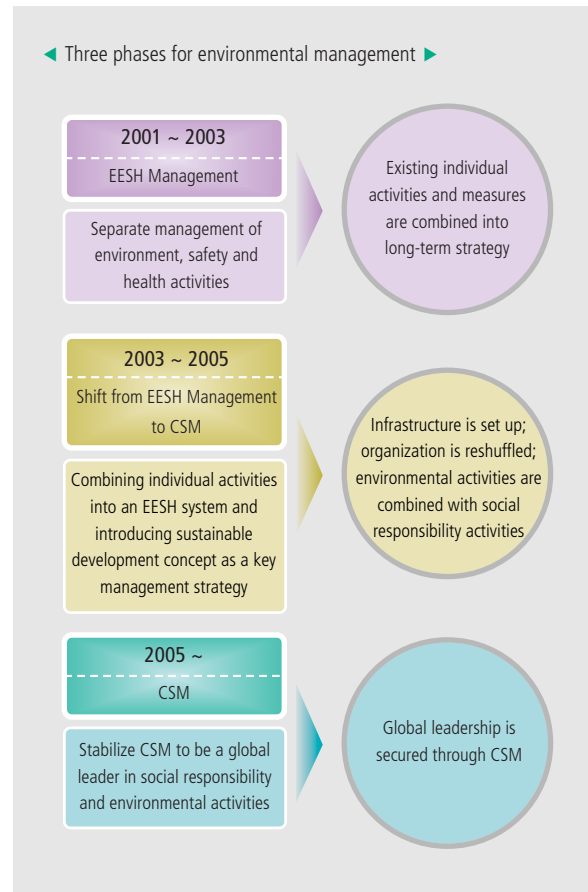 ◀ Three phases for environmental management ▶
2001 ~ 2003
EESH Management
Separate management of
environment, safety and
health activities
Existing individual
activities and measures
are combined into
long-term strategy
2003 ~ 2005
Shift from EESH Management
to CSM
Combining individual activities
into an EESH system and
introducing sustainable
development concept as a key
management strategy
Infrastructure is set up;
organization is reshuffled;
environmental activities are
combined with social
responsibility activities
2005 ~
CSM
Stabilize CSM to be a global
leader in social responsibility
and environmental activities
Global leadership is
secured through CSM